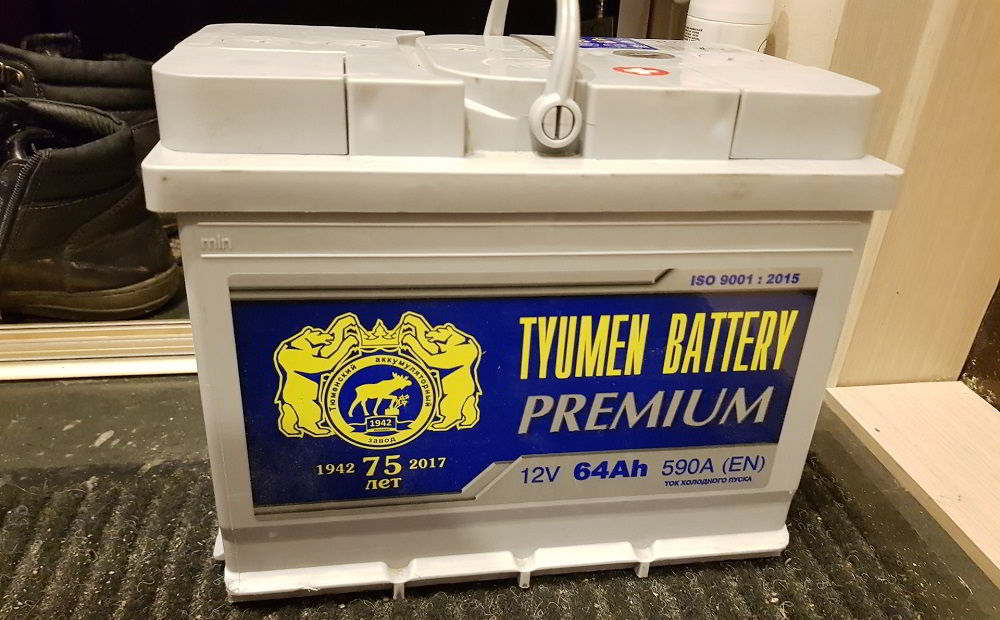 min
ISO 9001 : 2015
TYUMEN BATTERY
PREMIUM
Тюменский аккумуляторный
1942
завод
1942 75 2017
лет
12V 64Ah 590A (EN)
ТОК ХОЛОДНОГО ПУСКА